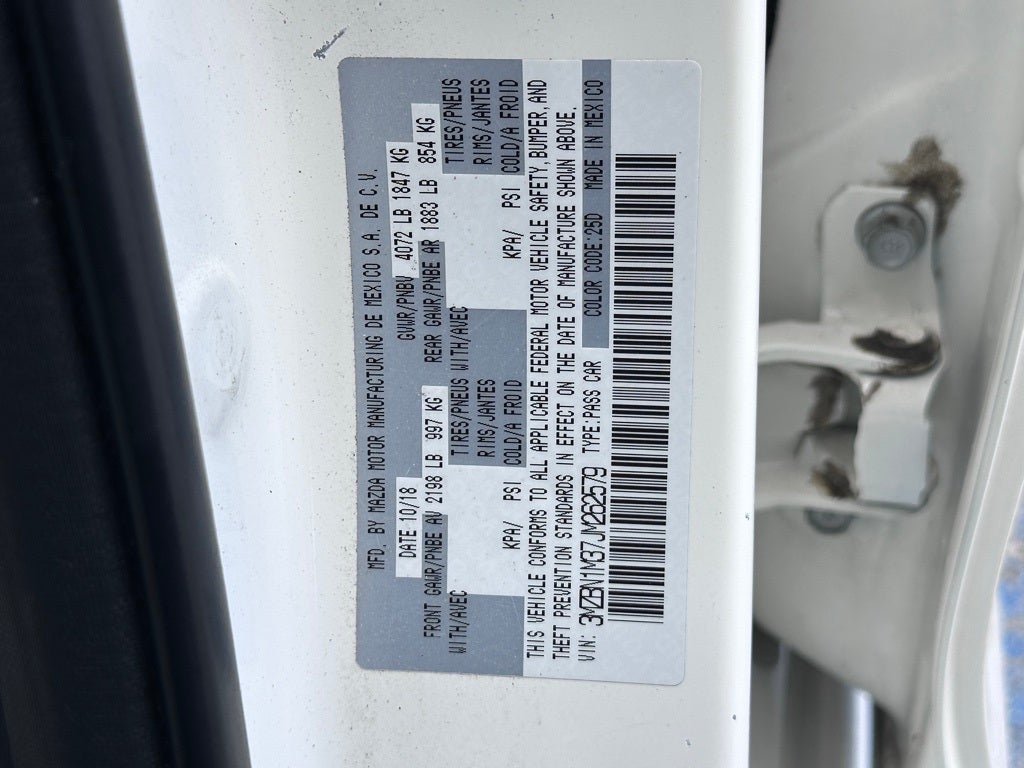 MFD. BY MAZDA MOTOR MANUFACTURING DE MEXICO S.A. DE C.V.
DATE 10/18 GVWR/PNBV 4072 LB 1847 KG
FRONT GAWR/PNBE AV 2198 LB 997 KG REAR GAWR/PNBE AR 1883 LB 854 KG
WITH/AVEC TIRES/PNEUS WITH/AVEC TIRES/PNEUS
RIMS/JANTES RIMS/JANTES
KPA/ PSI COLD/A FROID KPA/ PSI COLD/A FROID
THIS VEHICLE CONFORMS TO ALL APPLICABLE FEDERAL MOTOR VEHICLE SAFETY, BUMPER, AND
THEFT PREVENTION STANDARDS IN EFFECT ON THE DATE OF MANUFACTURE SHOWN ABOVE.
VIN: 3MZBN1M37JM262579 TYPE:PASS CAR COLOR CODE:25D MADE IN MEXICO